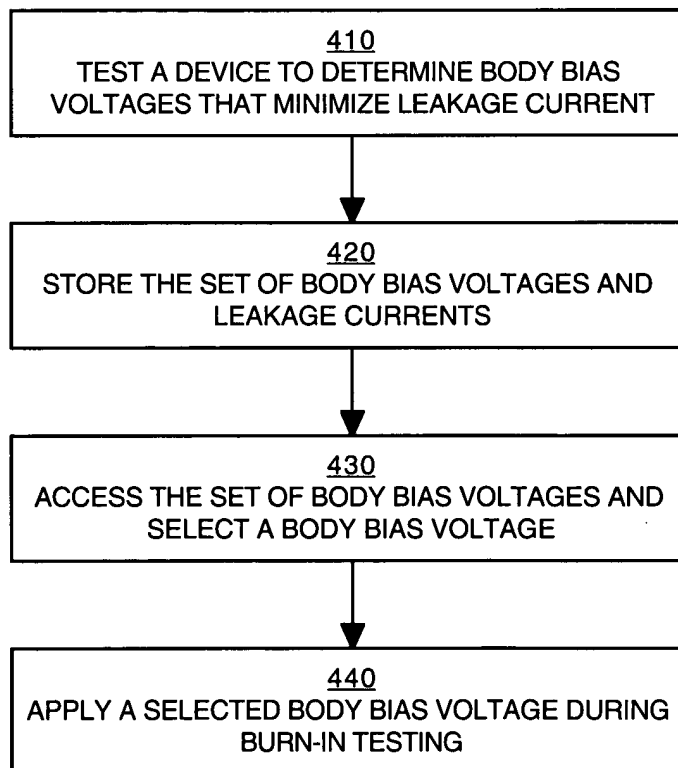 410
TEST A DEVICE TO DETERMINE BODY BIAS
VOLTAGES THAT MINIMIZE LEAKAGE CURRENT
420
STORE THE SET OF BODY BIAS VOLTAGES AND
LEAKAGE CURRENTS
430
ACCESS THE SET OF BODY BIAS VOLTAGES AND
SELECT A BODY BIAS VOLTAGE
440
APPLY A SELECTED BODY BIAS VOLTAGE DURING
BURN-IN TESTING